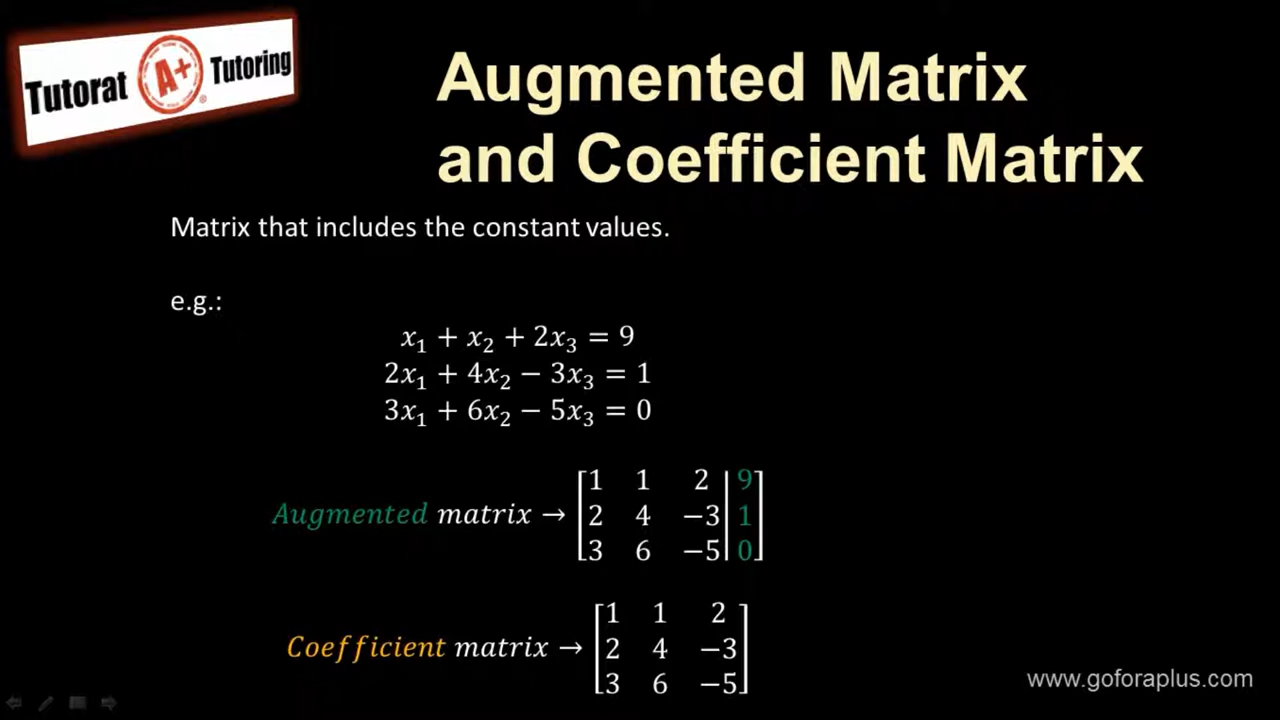 Tutorat A+ Tutoring
Augmented Matrix
and Coefficient Matrix
Matrix that includes the constant values.
e.g.:
x₁ + x₂ + 2x₃ = 9
2x₁ + 4x₂ − 3x₃ = 1
3x₁ + 6x₂ − 5x₃ = 0
Augmented matrix → [1 1 2 | 9]
[2 4 −3 | 1]
[3 6 −5 | 0]
Coefficient matrix → [1 1 2]
[2 4 −3]
[3 6 −5]
www.goforaplus.com